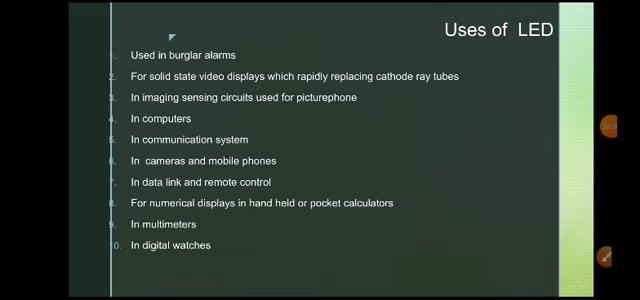 Uses of LED
1. Used in burglar alarms
2. For solid state video displays which rapidly replacing cathode ray tubes
3. In imaging sensing circuits used for picturephone
4. In computers
5. In communication system
6. In cameras and mobile phones
7. In data link and remote control
8. For numerical displays in hand held or pocket calculators
9. In multimeters
10. In digital watches